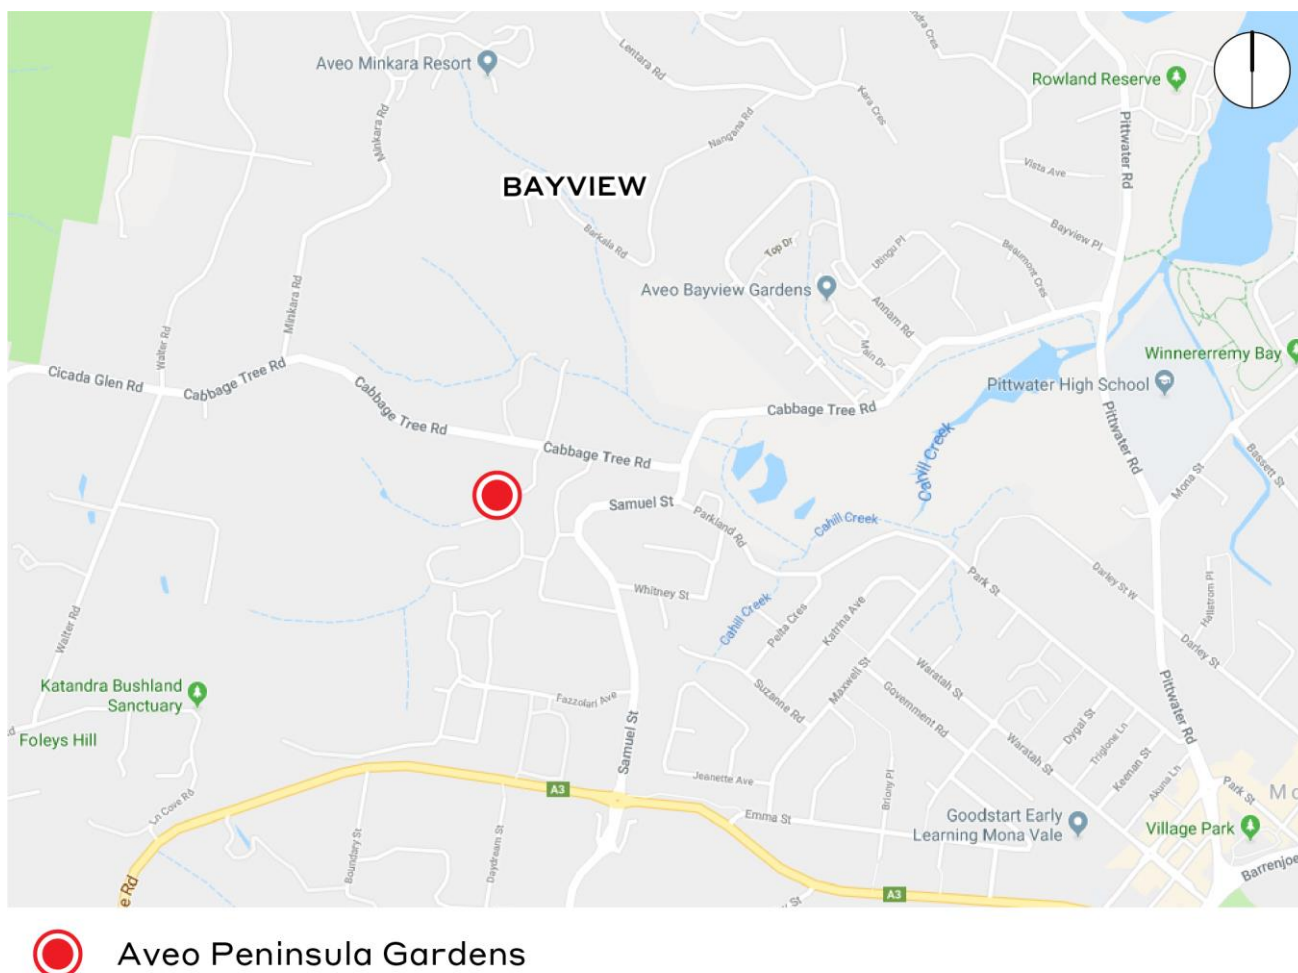 Aveo Minkara Resort
Lentara Rd
Kara Cres
Rowland Reserve
Minkara Rd
Nangana Rd
Pittwater Rd
Vista Ave
BAYVIEW
Barkala Rd
Top Dr
Utingu Pl
Beaumont Cres
Bayview Pl
Aveo Bayview Gardens
Annam Rd
Main Dr
Minkara Rd
Walter Rd
Cicada Glen Rd
Cabbage Tree Rd
Cabbage Tree Rd
Cabbage Tree Rd
Cabbage Tree Rd
Winnererremy Bay
Pittwater High School
Pittwater Rd
Cahill Creek
Mona St
Bassett St
Samuel St
Parkland Rd
Cahill Creek
Whitney St
Cahill Creek
Pelta Cres
Katrina Ave
Park St
Darley St W
Hallstrom Pl
Darley St
Walter Rd
Katandra Bushland
Sanctuary
Foleys Hill
Fazzolari Ave
Samuel St
Suzanne Rd
Maxwell St
Waratah St
Government Rd
Waratah St
Dygal St
Triglone Ln
Keenan St
Akuna Ln
Pittwater Rd
Park St
Mo
Jeanette Ave
Briony Pl
Emma St
A3
Ln Cove Rd
Boundary St
Daydream St
Goodstart Early
Learning Mona Vale
Village Park
Barrenjoe
e Rd
A3
St
Aveo Peninsula Gardens